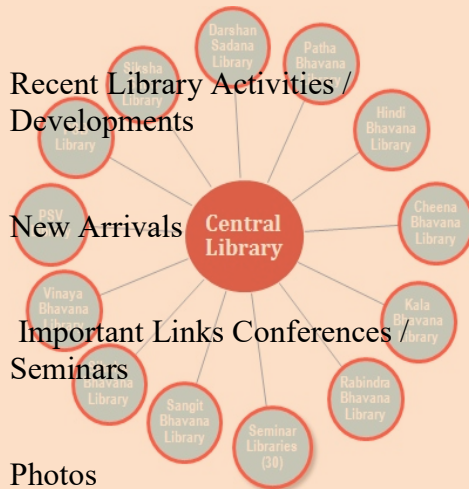 Darshan
Sadana
Library
Patha
Bhavana
Library
Siksha
Library
Recent Library Activities /
Developments
Library
Hindi
Bhavana
Library
New Arrivals
PSV
Central
Library
Cheena
Bhavana
Library
Vinaya
Bhavana
Library
Kala
Bhavana
Library
Important Links Conferences /
Seminars
Bhavana
Library
Rabindra
Bhavana
Library
Sangit
Bhavana
Library
Seminar
Libraries
(30)
Photos